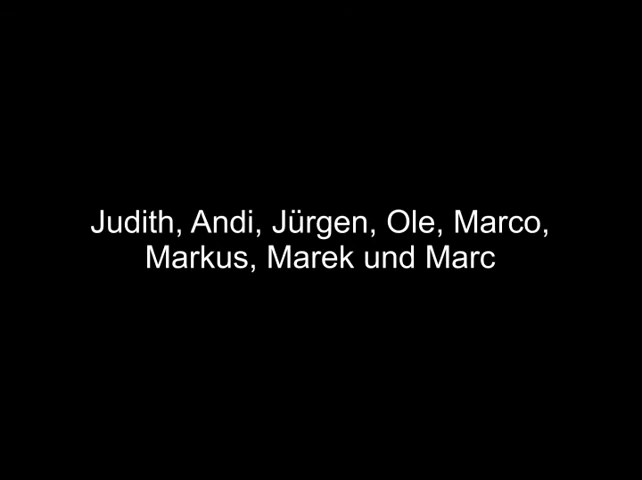 Judith, Andi, Jürgen, Ole, Marco,
Markus, Marek und Marc